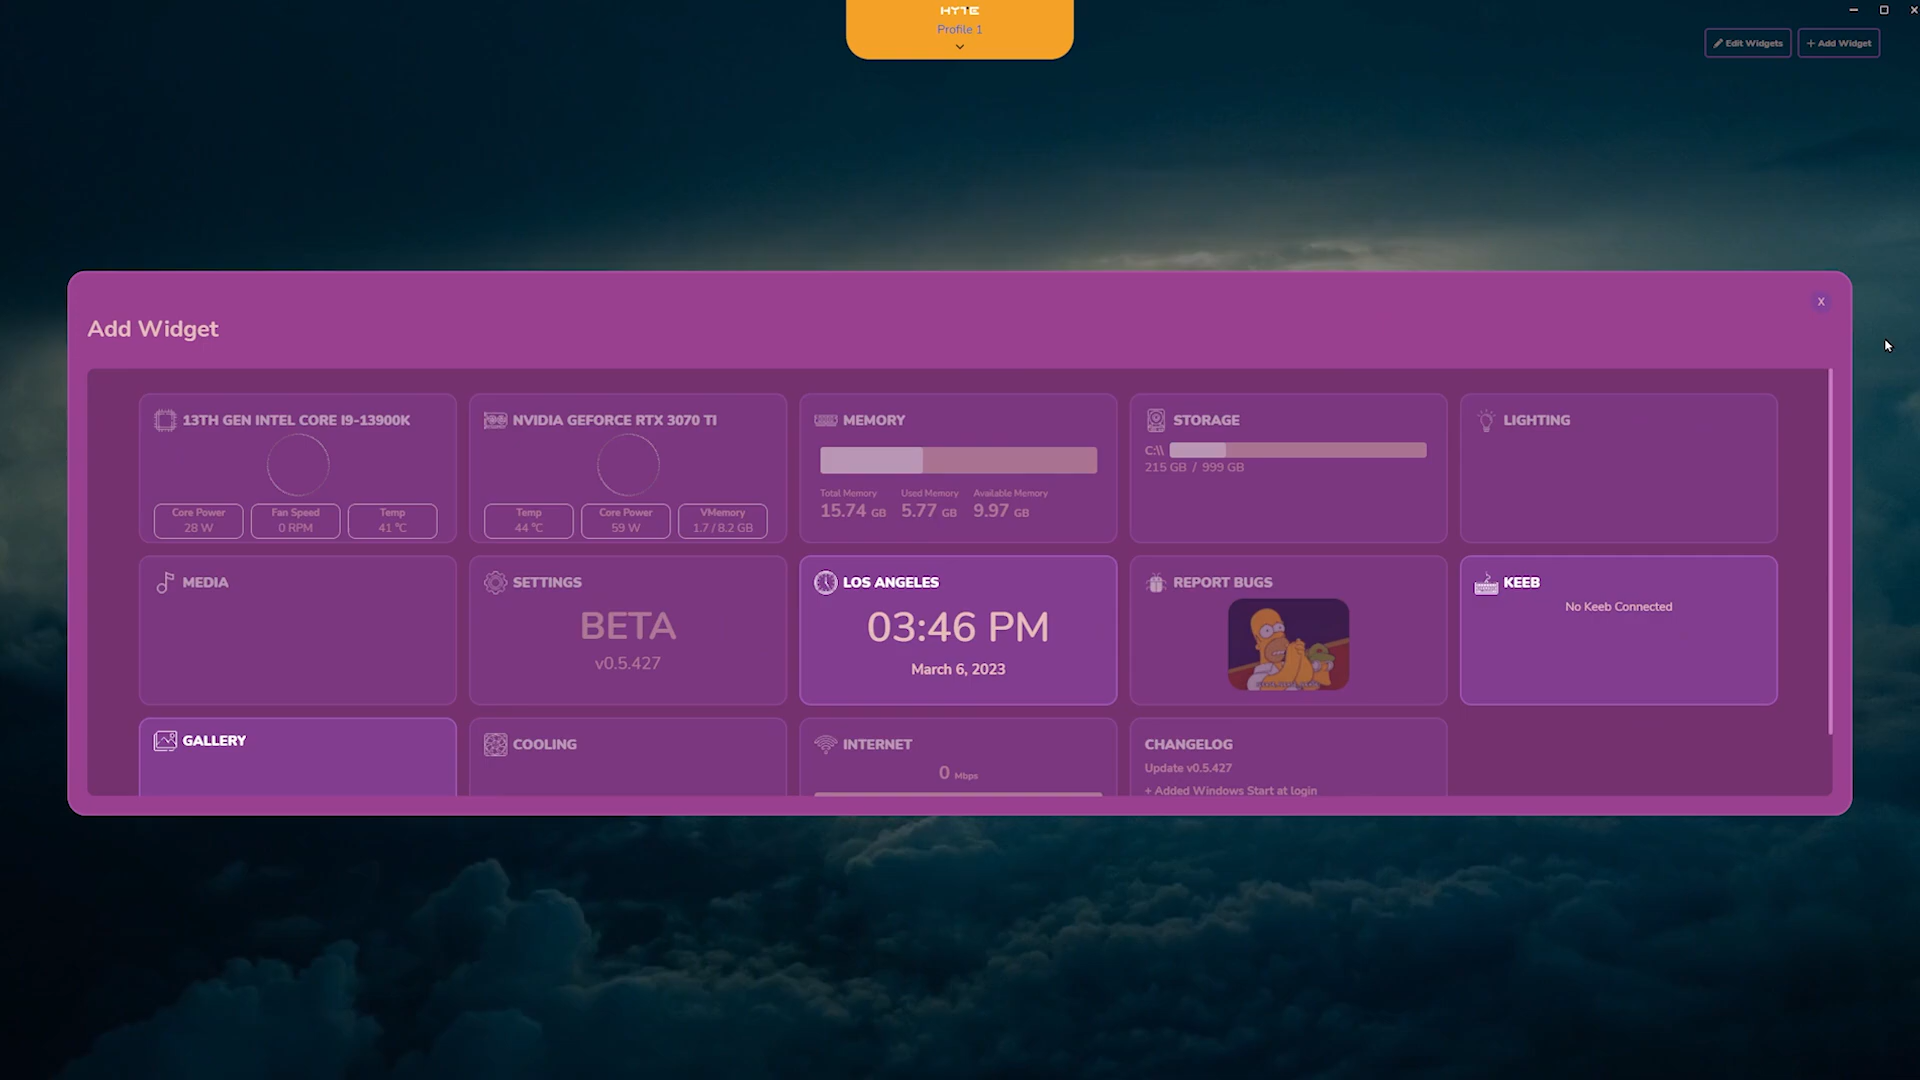 HYTE
Profile 1
Edit Widgets
+ Add Widget
X
Add Widget
13TH GEN INTEL CORE I9-13900K
Core Power
28 W
Fan Speed
0 RPM
Temp
41 °C
NVIDIA GEFORCE RTX 3070 TI
Temp
44 °C
Core Power
59 W
VMemory
1.7 / 8.2 GB
MEMORY
Total Memory
15.74 GB
Used Memory
5.77 GB
Available Memory
9.97 GB
STORAGE
C:\\
215 GB / 999 GB
LIGHTING
MEDIA
SETTINGS
BETA
v0.5.427
LOS ANGELES
03:46 PM
March 6, 2023
REPORT BUGS
KEEB
No Keeb Connected
GALLERY
COOLING
INTERNET
0 Mbps
CHANGELOG
Update v0.5.427
+ Added Windows Start at login